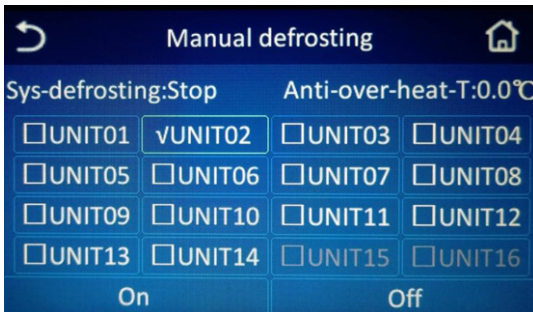 Manual defrosting
Sys-defrosting:Stop Anti-over-heat-T:0.0℃
☐UNIT01 √UNIT02 ☐UNIT03 ☐UNIT04
☐UNIT05 ☐UNIT06 ☐UNIT07 ☐UNIT08
☐UNIT09 ☐UNIT10 ☐UNIT11 ☐UNIT12
☐UNIT13 ☐UNIT14 ☐UNIT15 ☐UNIT16
On Off